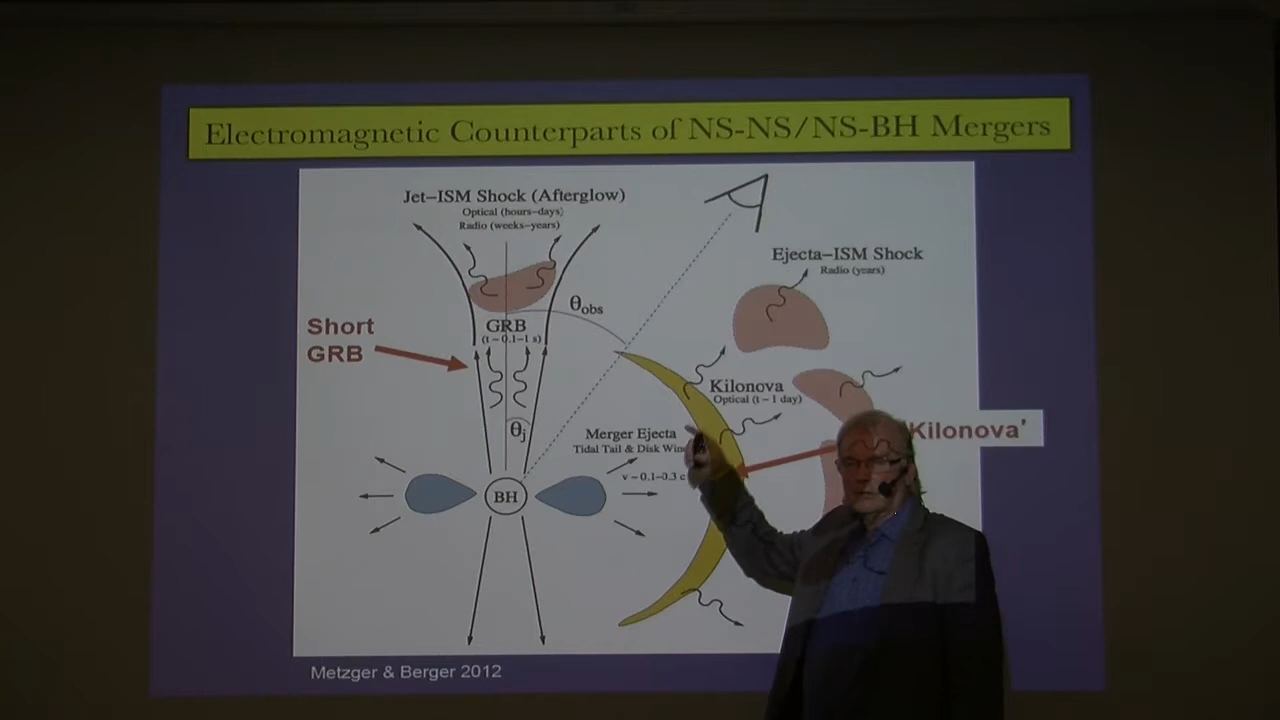 Electromagnetic Counterparts of NS-NS/NS-BH Mergers
Jet–ISM Shock (Afterglow)
Optical (hours–days)
Radio (weeks–years)
Ejecta–ISM Shock
Radio (years)
θobs
Short
GRB
GRB
(t ~ 0.1–1 s)
Kilonova
Optical (t ~ 1 day)
θj
Merger Ejecta
Tidal Tail & Disk
v ~ 0.1–0.3 c
Kilonova'
BH
Metzger & Berger 2012